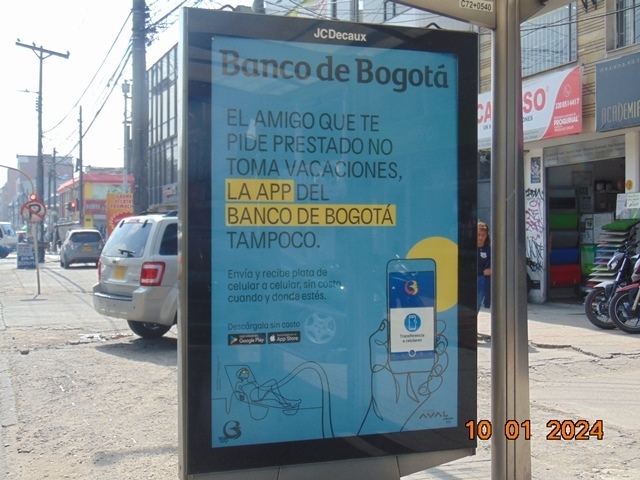 C72+0540
JCDecaux
Banco de Bogotá
EL AMIGO QUE TE
PIDE PRESTADO NO
TOMA VACACIONES,
LA APP DEL
BANCO DE BOGOTÁ
TAMPOCO.
Envía y recibe plata de
celular a celular, sin costo
cuando y donde estés.
Descárgala sin costo
Google Play
App Store
Transferencia
a celulares
AVAL
ACADEMIA
10 01 2024